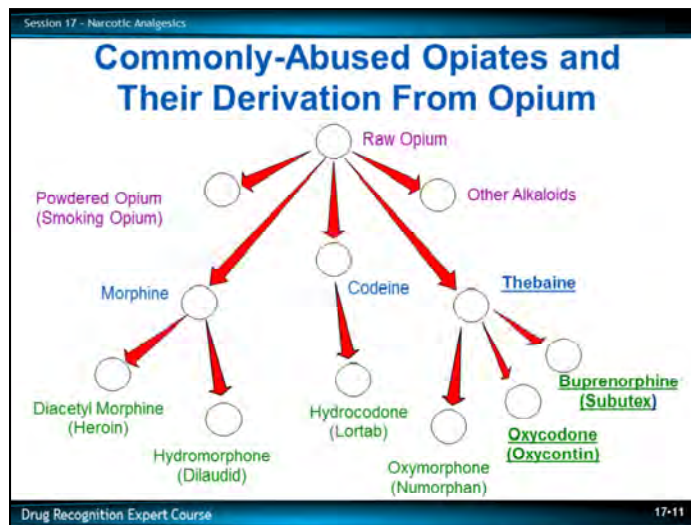 Session 17 - Narcotic Analgesics
Commonly-Abused Opiates and
Their Derivation From Opium
Raw Opium
Powdered Opium
(Smoking Opium)
Other Alkaloids
Morphine
Codeine
Thebaine
Diacetyl Morphine
(Heroin)
Hydromorphone
(Dilaudid)
Hydrocodone
(Lortab)
Oxymorphone
(Numorphan)
Oxycodone
(Oxycontin)
Buprenorphine
(Subutex)
Drug Recognition Expert Course
17-11